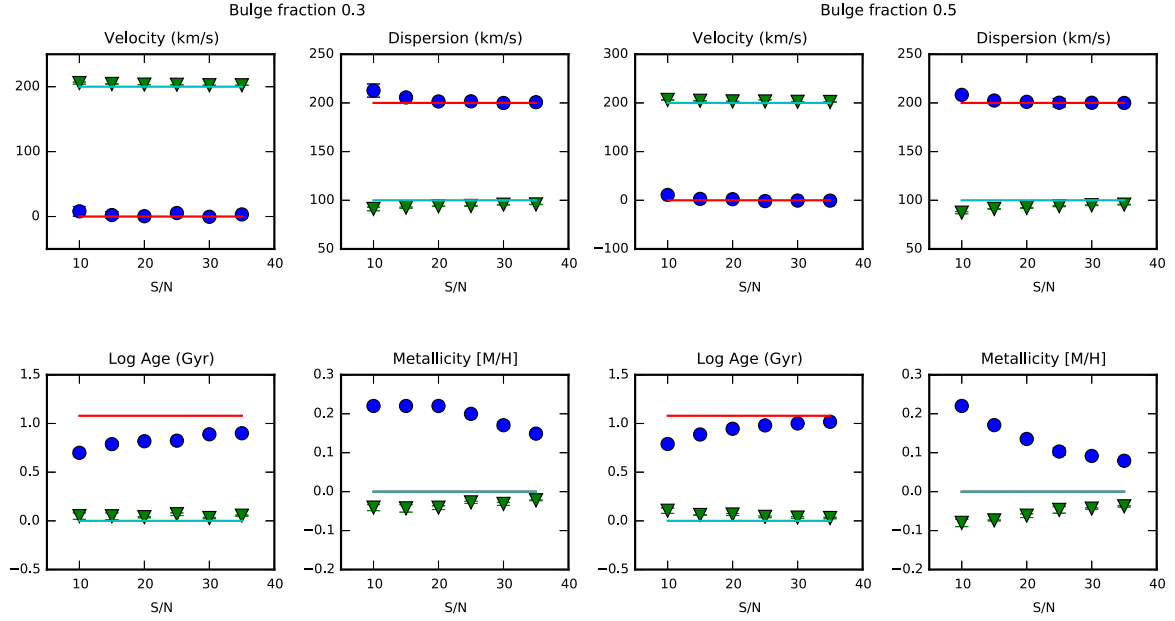 Bulge fraction 0.3
Bulge fraction 0.5
Velocity (km/s)
Dispersion (km/s)
Velocity (km/s)
Dispersion (km/s)
200
100
0
10 20 30 40
S/N
250
200
150
100
50
10 20 30 40
S/N
300
200
100
0
−100
10 20 30 40
S/N
250
200
150
100
50
10 20 30 40
S/N
Log Age (Gyr)
Metallicity [M/H]
Log Age (Gyr)
Metallicity [M/H]
1.5
1.0
0.5
0.0
−0.5
10 20 30 40
S/N
0.3
0.2
0.1
0.0
−0.1
−0.2
10 20 30 40
S/N
1.5
1.0
0.5
0.0
−0.5
10 20 30 40
S/N
0.3
0.2
0.1
0.0
−0.1
−0.2
10 20 30 40
S/N